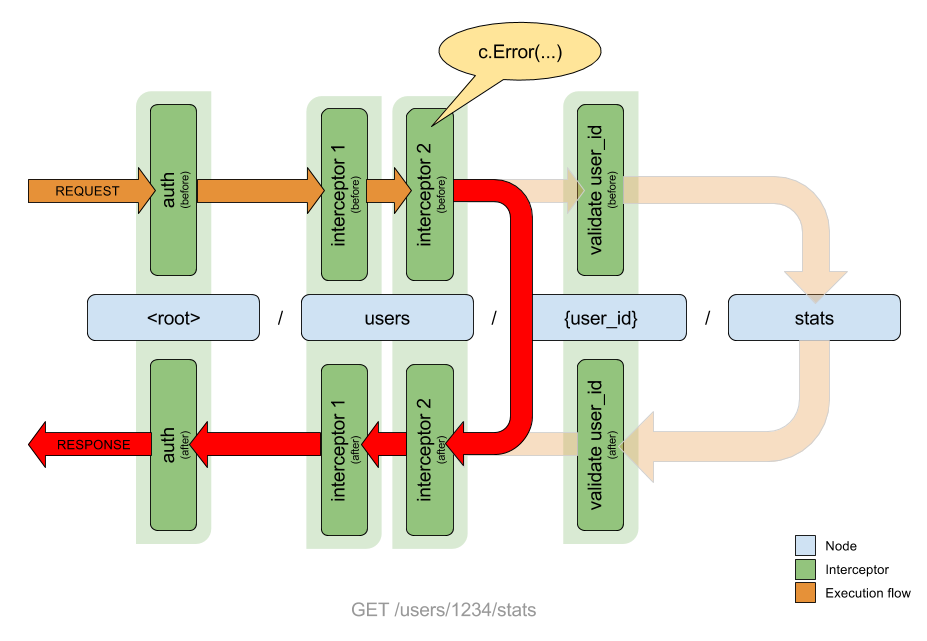 c.Error(...)
REQUEST
auth
(before)
interceptor 1
(before)
interceptor 2
(before)
validate user_id
(before)
<root>
/
users
/
{user_id}
/
stats
RESPONSE
auth
(after)
interceptor 1
(after)
interceptor 2
(after)
validate user_id
(after)
Node
Interceptor
Execution flow
GET /users/1234/stats